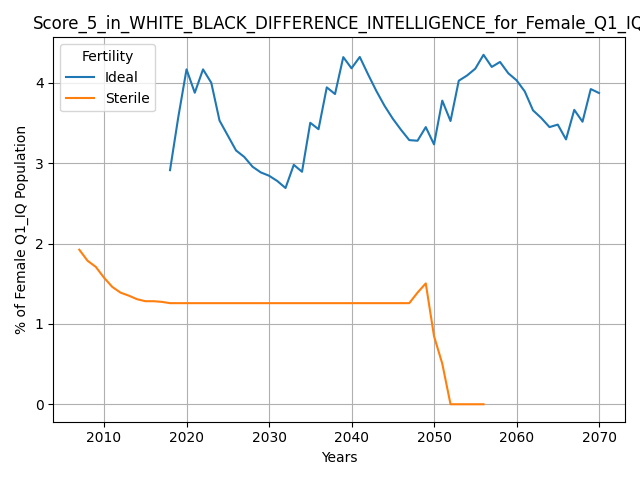 Score_5_in_WHITE_BLACK_DIFFERENCE_INTELLIGENCE_for_Female_Q1_IQ
Fertility
Ideal
Sterile
% of Female Q1_IQ Population
4
3
2
1
0
2010 2020 2030 2040 2050 2060 2070
Years